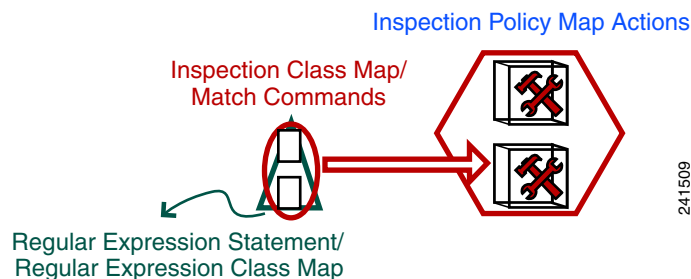 Inspection Policy Map Actions
Inspection Class Map/
Match Commands
241509
Regular Expression Statement/
Regular Expression Class Map